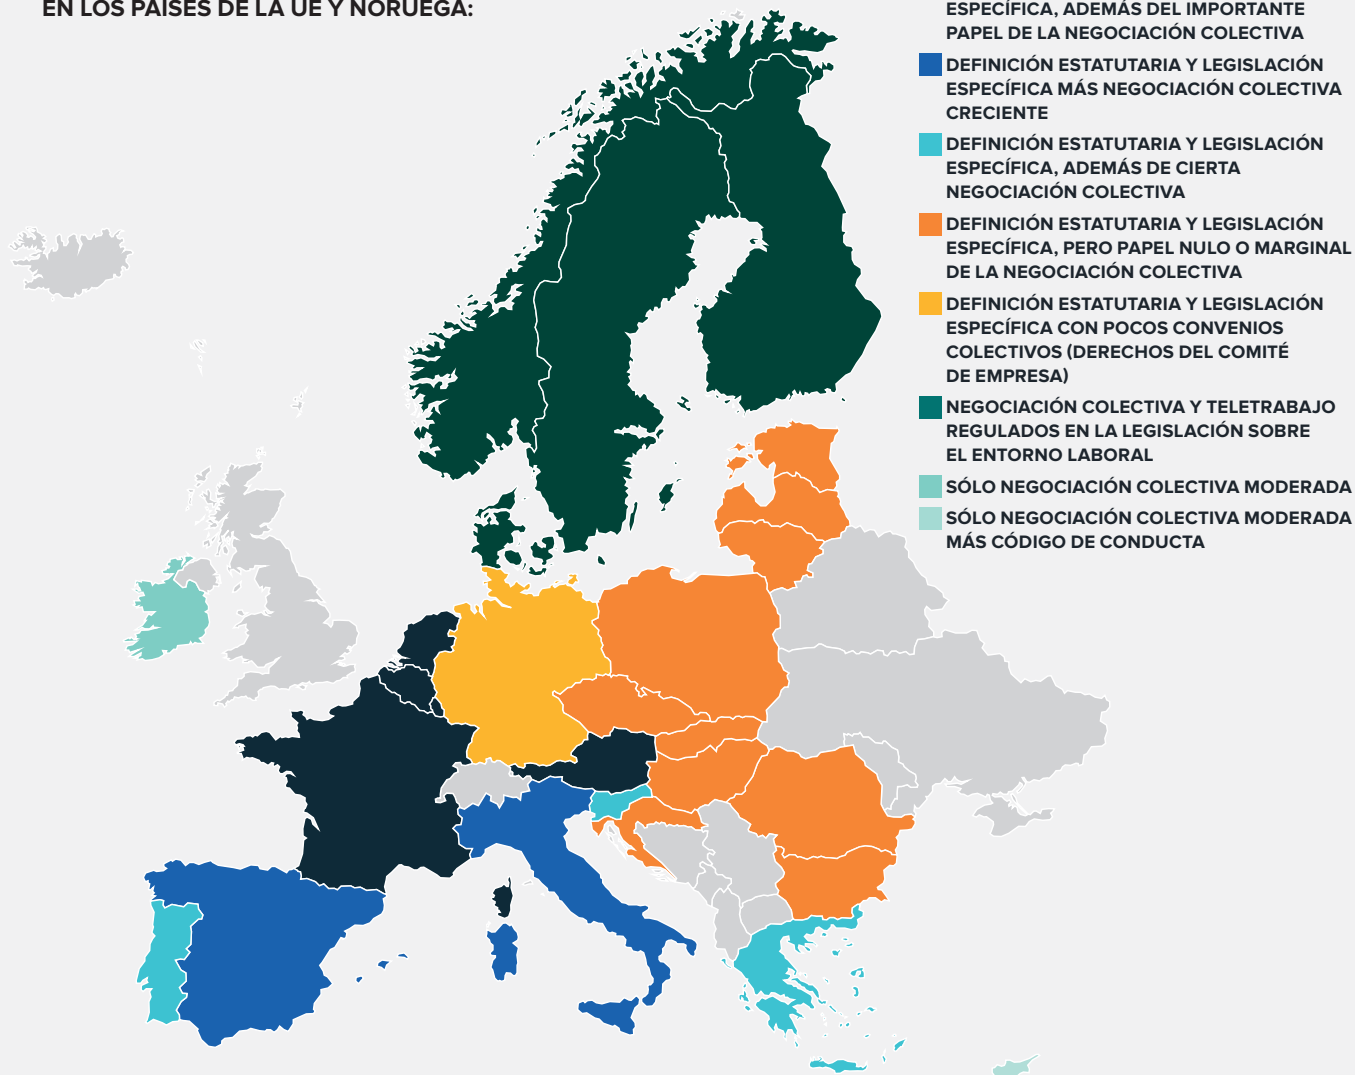 EN LOS PAÍSES DE LA UE Y NORUEGA:
ESPECÍFICA, ADEMÁS DEL IMPORTANTE
PAPEL DE LA NEGOCIACIÓN COLECTIVA
DEFINICIÓN ESTATUTARIA Y LEGISLACIÓN
ESPECÍFICA MÁS NEGOCIACIÓN COLECTIVA
CRECIENTE
DEFINICIÓN ESTATUTARIA Y LEGISLACIÓN
ESPECÍFICA, ADEMÁS DE CIERTA
NEGOCIACIÓN COLECTIVA
DEFINICIÓN ESTATUTARIA Y LEGISLACIÓN
ESPECÍFICA, PERO PAPEL NULO O MARGINAL
DE LA NEGOCIACIÓN COLECTIVA
DEFINICIÓN ESTATUTARIA Y LEGISLACIÓN
ESPECÍFICA CON POCOS CONVENIOS
COLECTIVOS (DERECHOS DEL COMITÉ
DE EMPRESA)
NEGOCIACIÓN COLECTIVA Y TELETRABAJO
REGULADOS EN LA LEGISLACIÓN SOBRE
EL ENTORNO LABORAL
SÓLO NEGOCIACIÓN COLECTIVA MODERADA
SÓLO NEGOCIACIÓN COLECTIVA MODERADA
MÁS CÓDIGO DE CONDUCTA